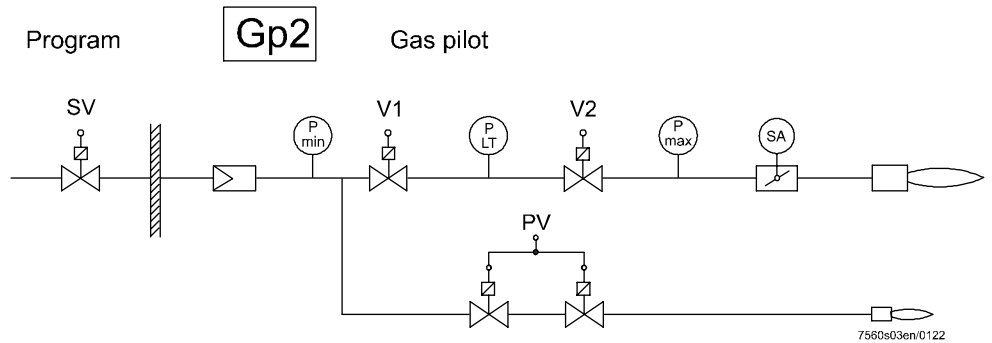 Program Gp2 Gas pilot
SV V1 V2
P min P LT P max SA
PV
7560s03en/0122